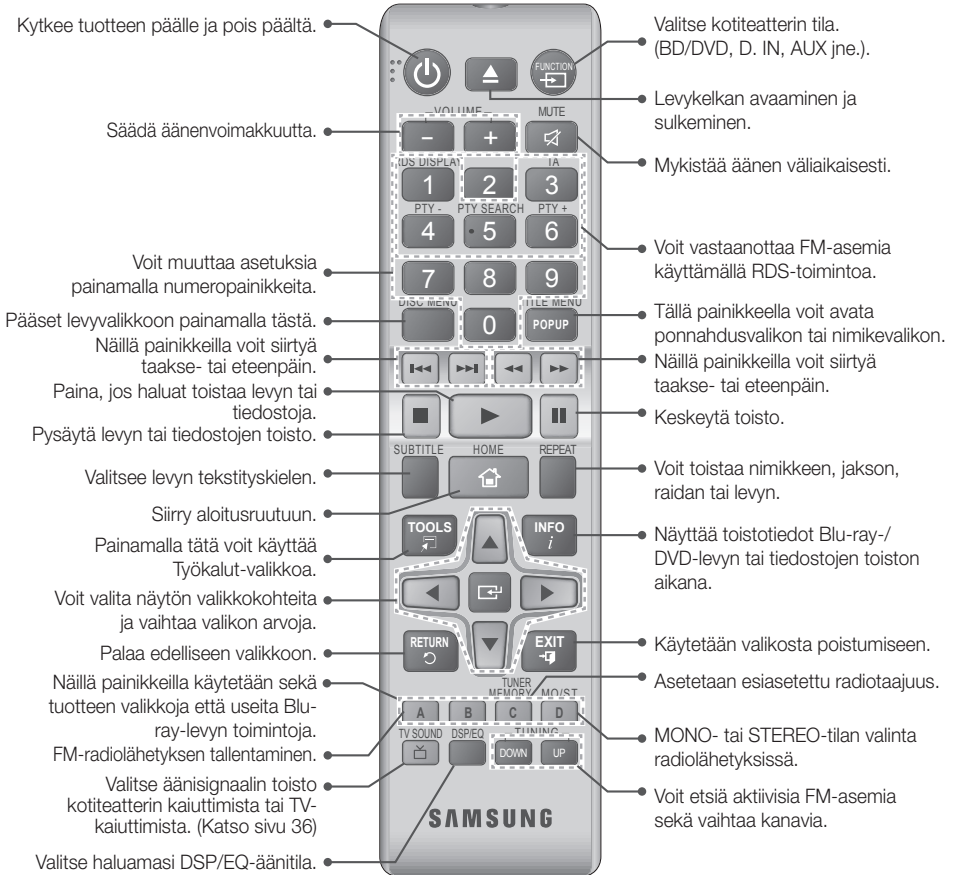 Kytkee tuotteen päälle ja pois päältä.
Säädä äänenvoimakkuutta.
Voit muuttaa asetuksia
painamalla numeropainikkeita.
Pääset levyvalikkoon painamalla tästä.
Näillä painikkeilla voit siirtyä
taakse- tai eteenpäin.
Paina, jos haluat toistaa levyn tai
tiedostoja.
Pysäytä levyn tai tiedostojen toisto.
Valitsee levyn tekstityskielen.
Siirry aloitusruutuun.
Painamalla tätä voit käyttää
Työkalut-valikkoa.
Voit valita näytön valikkokohteita
ja vaihtaa valikon arvoja.
Palaa edelliseen valikkoon.
Näillä painikkeilla käytetään sekä
tuotteen valikkoja että useita Blu-
ray-levyn toimintoja.
FM-radiolähetyksen tallentaminen.
Valitse äänisignaalin toisto
kotiteatterin kaiuttimista tai TV-
kaiuttimista. (Katso sivu 36)
Valitse haluamasi DSP/EQ-äänitila.
FUNCTION
VOLUME
MUTE
- +
RDS DISPLAY TA
1 2 3
PTY - PTY SEARCH PTY +
4 5 6
7 8 9
DISC MENU TITLE MENU
0 POPUP
SUBTITLE HOME REPEAT
TOOLS INFO
i
RETURN EXIT
TUNER
MEMORY MO/ST
A B C D
TV SOUND DSP/EQ TUNING
DOWN UP
SAMSUNG
Valitse kotiteatterin tila.
(BD/DVD, D. IN, AUX jne.).
Levykelkan avaaminen ja
sulkeminen.
Mykistää äänen väliaikaisesti.
Voit vastaanottaa FM-asemia
käyttämällä RDS-toimintoa.
Tällä painikkeella voit avata
ponnahdusvalikon tai nimikevalikon.
Näillä painikkeilla voit siirtyä
taakse- tai eteenpäin.
Keskeytä toisto.
Voit toistaa nimikkeen, jakson,
raidan tai levyn.
Näyttää toistotiedot Blu-ray-/
DVD-levyn tai tiedostojen toiston
aikana.
Käytetään valikosta poistumiseen.
Asetetaan esiasetettu radiotaajuus.
MONO- tai STEREO-tilan valinta
radiolähetyksissä.
Voit etsiä aktiivisia FM-asemia
sekä vaihtaa kanavia.